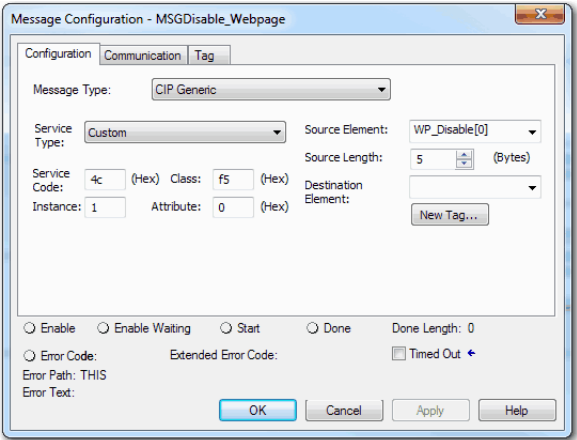 Message Configuration - MSGDisable_Webpage
Configuration Communication Tag
Message Type: CIP Generic
Service Type: Custom
Source Element: WP_Disable[0]
Source Length: 5 (Bytes)
Service Code: 4c (Hex) Class: f5 (Hex)
Destination Element:
Instance: 1 Attribute: 0 (Hex)
New Tag...
Enable Enable Waiting Start Done Done Length: 0
Error Code: Extended Error Code: Timed Out
Error Path: THIS
Error Text:
OK Cancel Apply Help